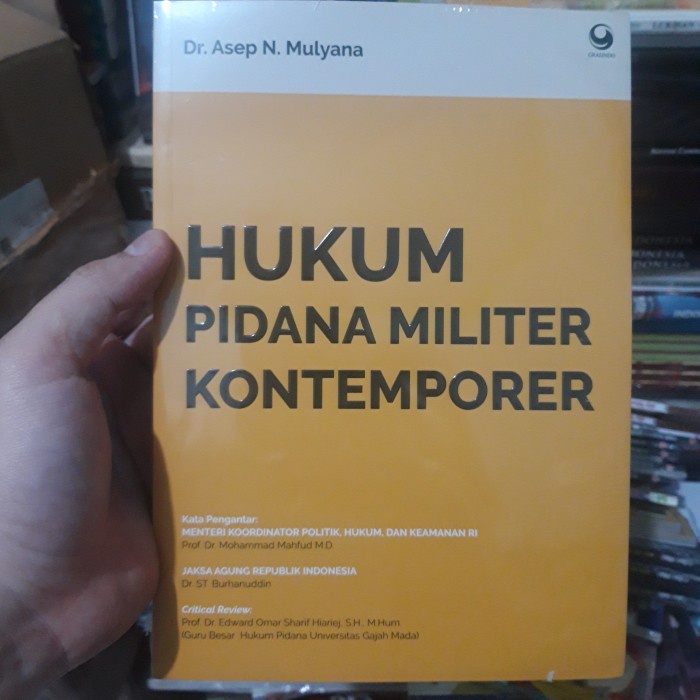 Dr. Asep N. Mulyana
HUKUM
PIDANA MILITER
KONTEMPORER
Kata Pengantar:
MENTERI KOORDINATOR POLITIK, HUKUM, DAN KEAMANAN RI
Prof. Dr. Mohammad Mahfud M.D.
JAKSA AGUNG REPUBLIK INDONESIA
Dr. ST. Burhanuddin
Critical Review:
Prof. Dr. Edward Omar Sharif Hiariej, S.H., M.Hum.
(Guru Besar Hukum Pidana Universitas Gajah Mada)